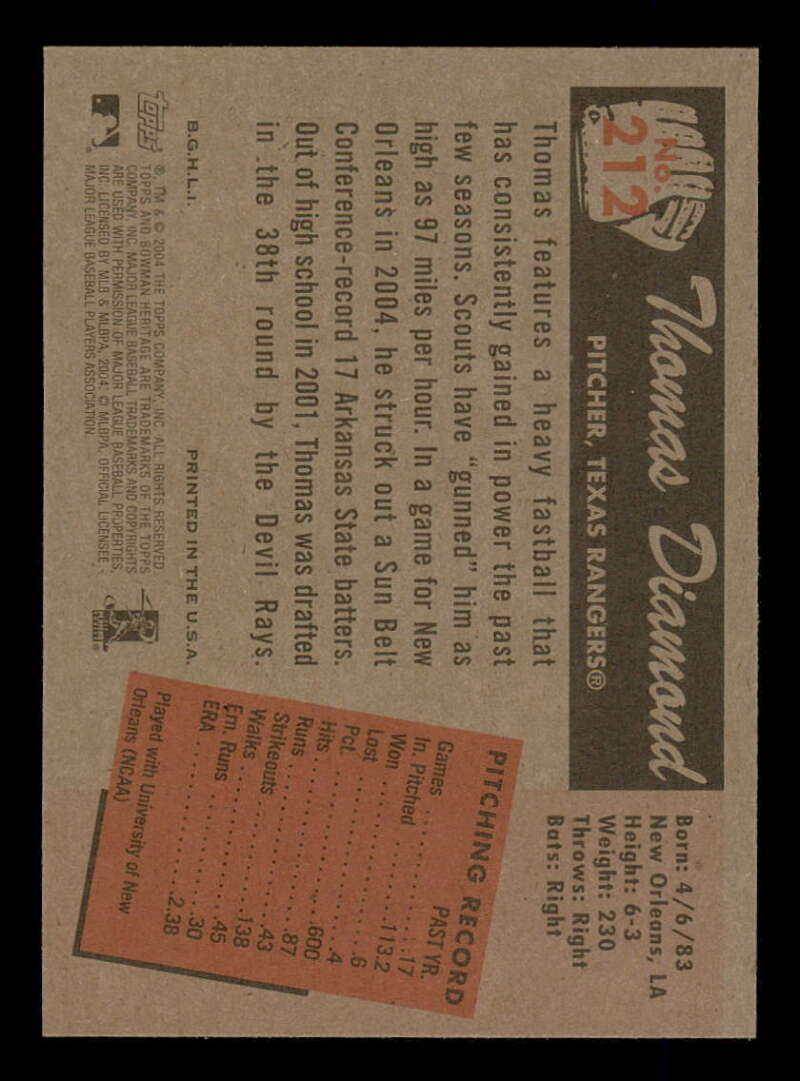 No.
212
Thomas Diamond
PITCHER, TEXAS RANGERS®
Born: 4/6/83
New Orleans, LA
Height: 6-3
Weight: 230
Throws: Right
Bats: Right
Thomas features a heavy fastball that
has consistently gained in power the past
few seasons. Scouts have "gunned" him as
high as 97 miles per hour. In a game for New
Orleans in 2004, he struck out a Sun Belt
Conference-record 17 Arkansas State batters.
Out of high school in 2001, Thomas was drafted
in the 38th round by the Devil Rays.
PITCHING RECORD
PAST YR.
Games .......... 17
In. Pitched ..... 113.2
Won .......... 6
Lost .......... 4
Pct. .......... .600
Hits .......... 87
Runs .......... 43
Strikeouts .......... 138
Walks .......... 45
Em. Runs .......... 30
ERA .......... 2.38
Played with University of New
Orleans (NCAA)
B.G.H.L.I. PRINTED IN THE U.S.A.
topps
®, TM & © 2004 THE TOPPS COMPANY, INC. ALL RIGHTS RESERVED.
TOPPS AND BOWMAN HERITAGE ARE TRADEMARKS OF THE TOPPS
COMPANY, INC. MAJOR LEAGUE BASEBALL TRADEMARKS AND COPYRIGHTS
ARE USED WITH PERMISSION OF MAJOR LEAGUE BASEBALL PROPERTIES,
INC. LICENSED BY MLB & MLBPA, 2004. © MLBPA. OFFICIAL LICENSEE -
MAJOR LEAGUE BASEBALL PLAYERS ASSOCIATION.